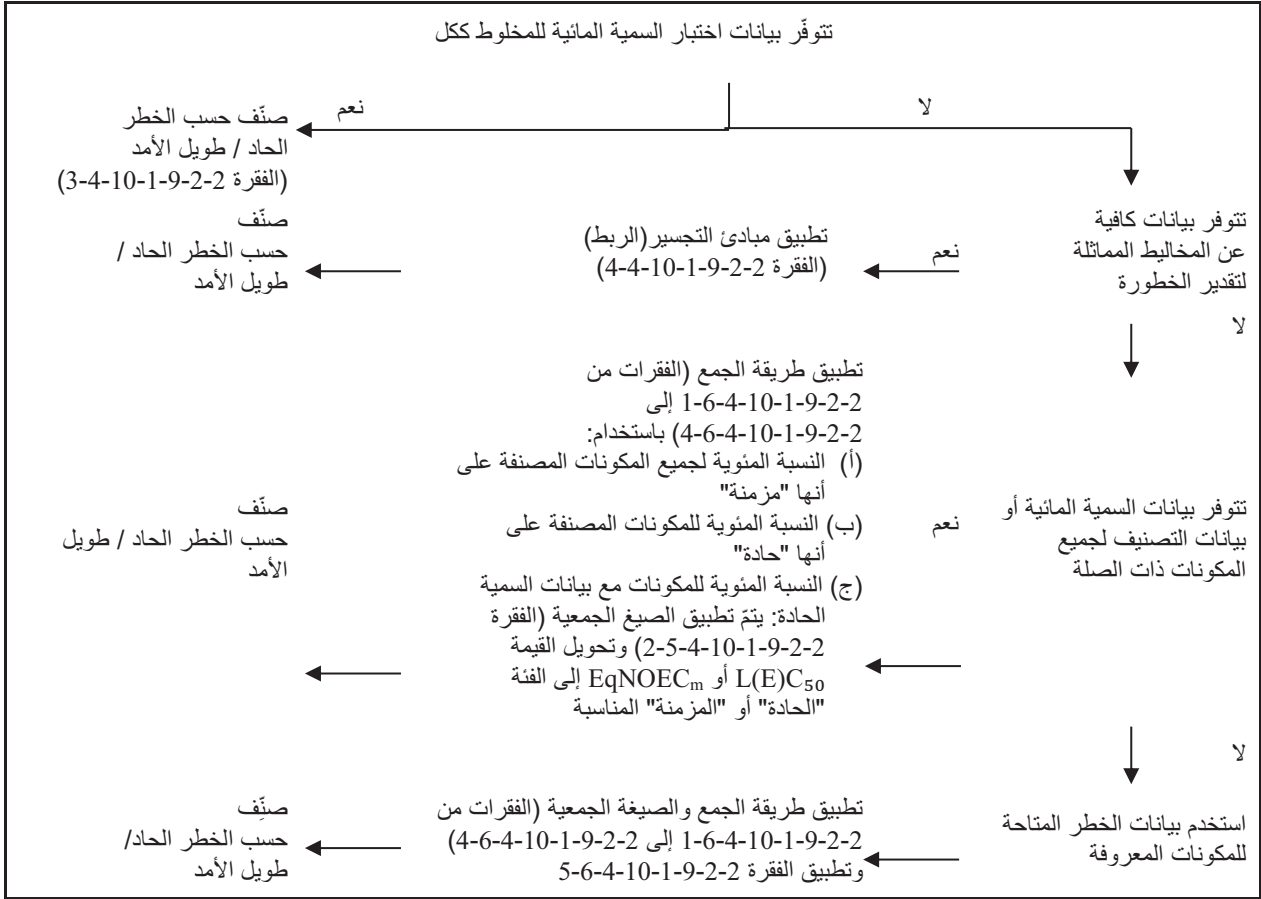 تتوفّر بيانات اختبار السمية المائية للمخلوط ككل
لا
نعم
صنّف حسب الخطر
الحاد / طويل الأمد
(الفقرة 2-2-9-1-10-4-3)
تتوفر بيانات كافية
عن المخاليط المماثلة
لتقدير الخطورة
نعم
تطبيق مبادئ التجسير(الربط)
(الفقرة 2-2-9-1-10-4-4)
صنّف
حسب الخطر الحاد /
طويل الأمد
لا
تتوفر بيانات السمية المائية أو
بيانات التصنيف لجميع
المكونات ذات الصلة
نعم
تطبيق طريقة الجمع (الفقرات من
2-2-9-1-10-4-6-1 إلى
2-2-9-1-10-4-6-4) باستخدام:
(أ) النسبة المئوية لجميع المكونات المصنفة على
أنها "مزمنة"
(ب) النسبة المئوية للمكونات المصنفة على
أنها "حادة"
(ج) النسبة المئوية للمكونات مع بيانات السمية
الحادة: يتمّ تطبيق الصيغ الجمعية (الفقرة
2-2-9-1-10-4-5-2) وتحويل القيمة
L(E)C₅₀ أو EqNOECₘ إلى الفئة
"الحادة" أو "المزمنة" المناسبة
صنّف
حسب الخطر الحاد / طويل
الأمد
لا
استخدم بيانات الخطر المتاحة
للمكونات المعروفة
تطبيق طريقة الجمع والصيغة الجمعية (الفقرات من
2-2-9-1-10-4-6-1 إلى 2-2-9-1-10-4-6-4)
وتطبيق الفقرة 2-2-9-1-10-4-6-5
صنِّف
حسب الخطر الحاد/
طويل الأمد